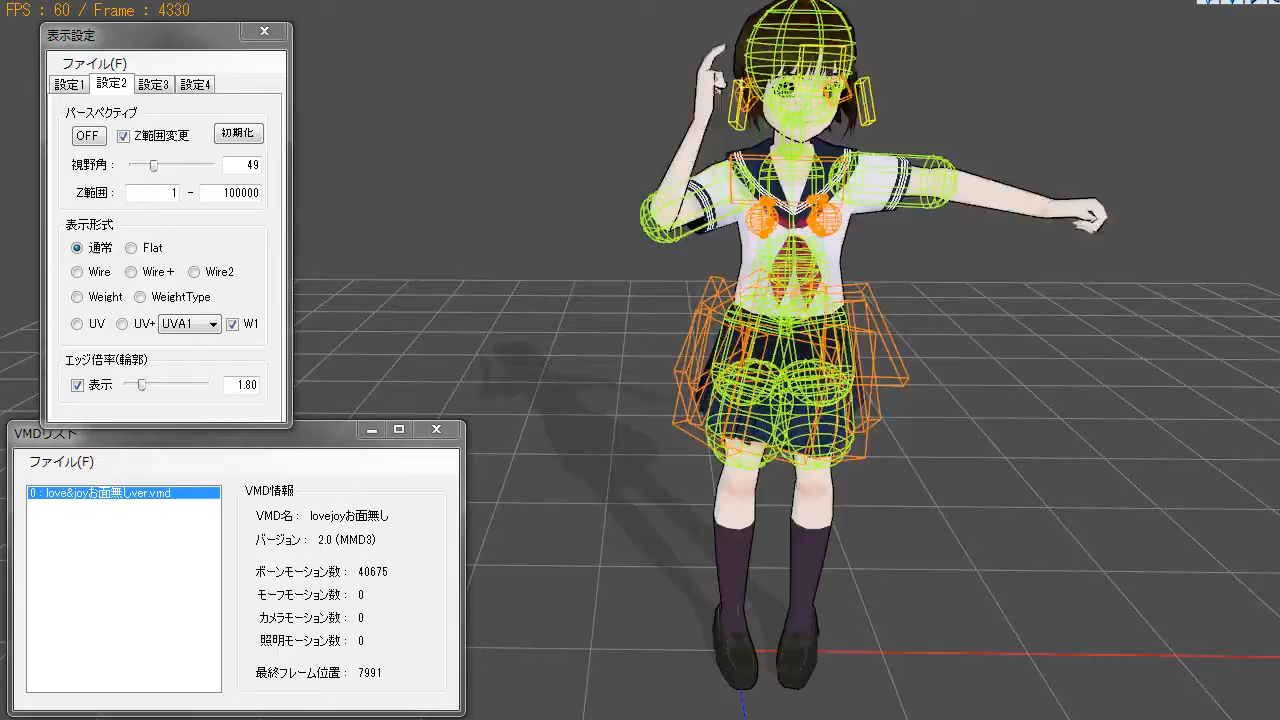 FPS : 60 / Frame : 4330
表示設定
ファイル(F)
設定1 設定2 設定3 設定4
パースペクティブ
OFF Z範囲変更 初期化
視野角 : 49
Z範囲 : 1 - 100000
表示形式
通常 Flat
Wire+ Wire2
WeightType
UV UV+ UVA1 W1
エッジ倍率(輪郭)
表示 1.80
VMDリスト
ファイル(F)
0 : love&joyお面無しver.vmd
VMD情報
VMD名 : lovejoyお面無し
バージョン : 2.0 (MMD3)
ボーンモーション数 : 40675
モーフモーション数 : 0
カメラモーション数 : 0
照明モーション数 : 0
最終フレーム位置 : 7991